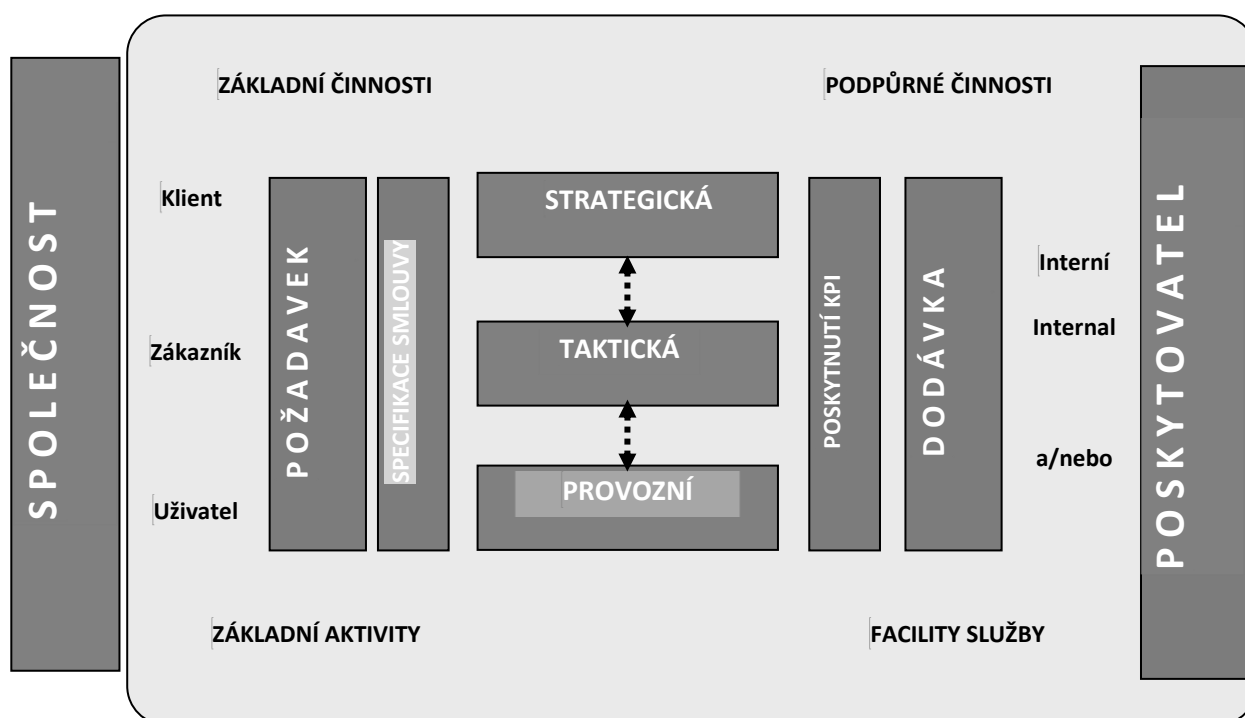 ZÁKLADNÍ ČINNOSTI
PODPŮRNÉ ČINNOSTI
SPOLEČNOST
Klient
Zákazník
Uživatel
POŽADAVEK
SPECIFIKACE SMLOUVY
STRATEGICKÁ
TAKTICKÁ
PROVOZNÍ
POSKYTNUTÍ KPI
DODÁVKA
Interní
Internal
a/nebo
POSKYTOVATEL
ZÁKLADNÍ AKTIVITY
FACILITY SLUŽBY